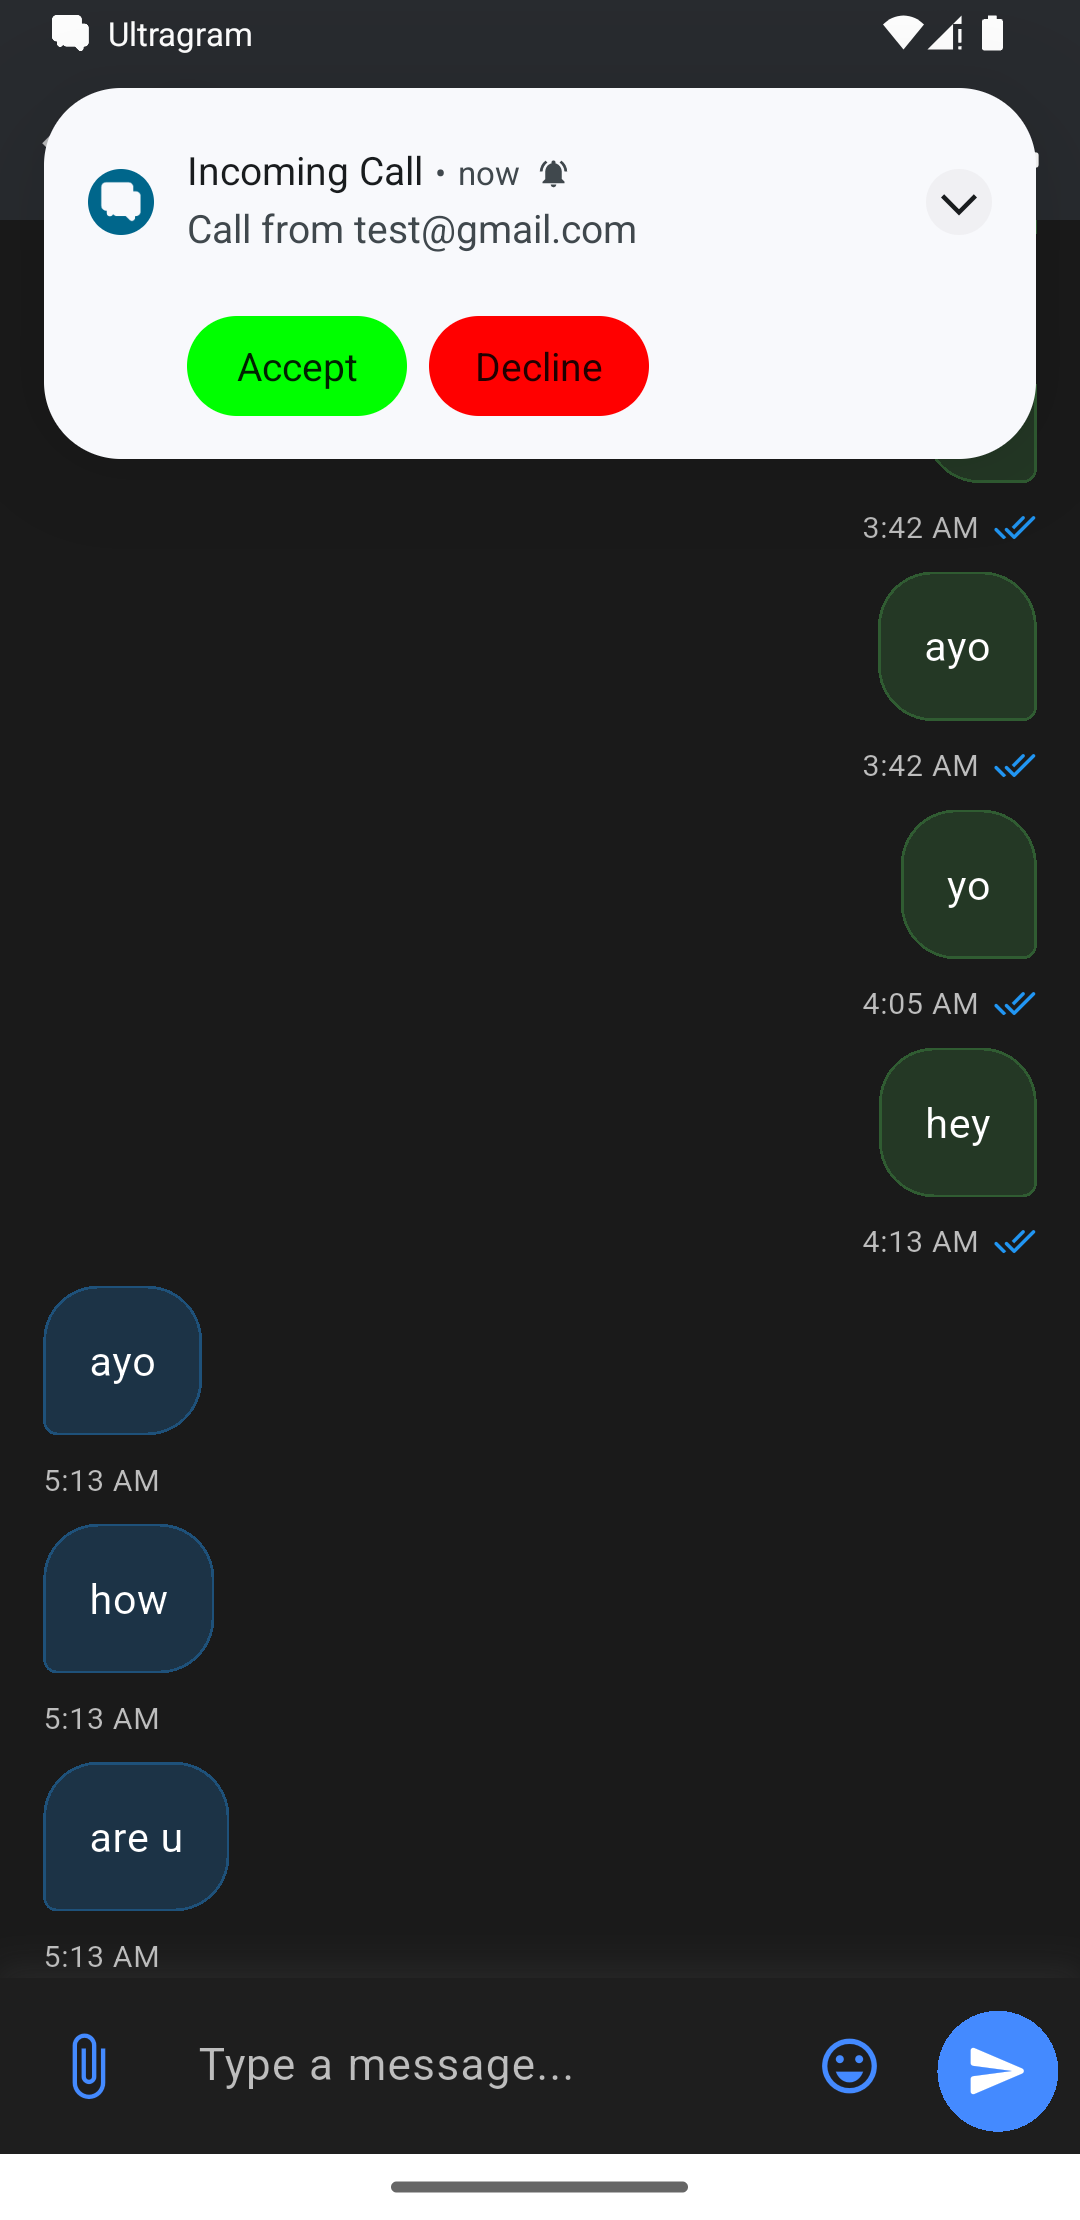 Ultragram
Incoming Call • now
Call from test@gmail.com
Accept Decline
3:42 AM
ayo
3:42 AM
yo
4:05 AM
hey
4:13 AM
ayo
5:13 AM
how
5:13 AM
are u
5:13 AM
Type a message...